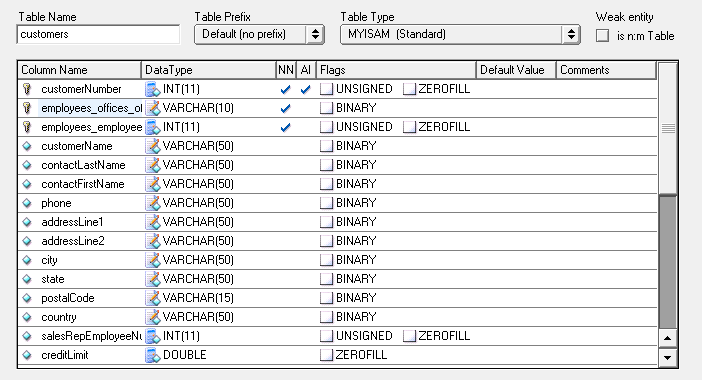 Table Name Table Prefix Table Type Weak entity
customers Default (no prefix) MYISAM (Standard) is n:m Table
Column Name DataType NN AI Flags Default Value Comments
customerNumber INT(11) UNSIGNED ZEROFILL
employees_offices_of VARCHAR(10) BINARY
employees_employee INT(11) UNSIGNED ZEROFILL
customerName VARCHAR(50) BINARY
contactLastName VARCHAR(50) BINARY
contactFirstName VARCHAR(50) BINARY
phone VARCHAR(50) BINARY
addressLine1 VARCHAR(50) BINARY
addressLine2 VARCHAR(50) BINARY
city VARCHAR(50) BINARY
state VARCHAR(50) BINARY
postalCode VARCHAR(15) BINARY
country VARCHAR(50) BINARY
salesRepEmployeeNu INT(11) UNSIGNED ZEROFILL
creditLimit DOUBLE ZEROFILL